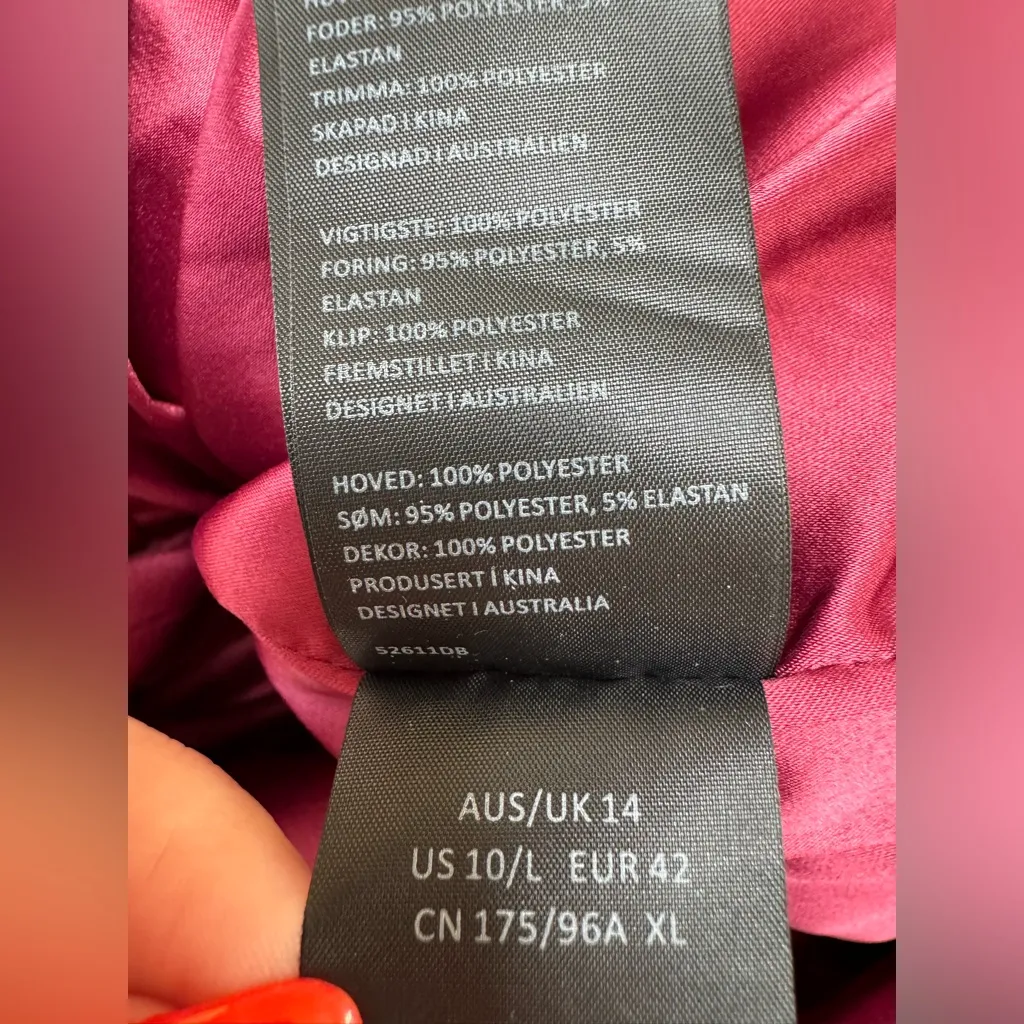 FODER: 95% POLYESTER, 5%
ELASTAN
TRIMMA: 100% POLYESTER
SKAPAD I KINA
DESIGNAD I AUSTRALIEN
VIGTIGSTE: 100% POLYESTER
FORING: 95% POLYESTER, 5%
ELASTAN
KLIP: 100% POLYESTER
FREMSTILLET I KINA
DESIGNET I AUSTRALIEN
HOVED: 100% POLYESTER
SØM: 95% POLYESTER, 5% ELASTAN
DEKOR: 100% POLYESTER
PRODUSERT I KINA
DESIGNET I AUSTRALIA
52611DB
AUS/UK 14
US 10/L EUR 42
CN 175/96A XL